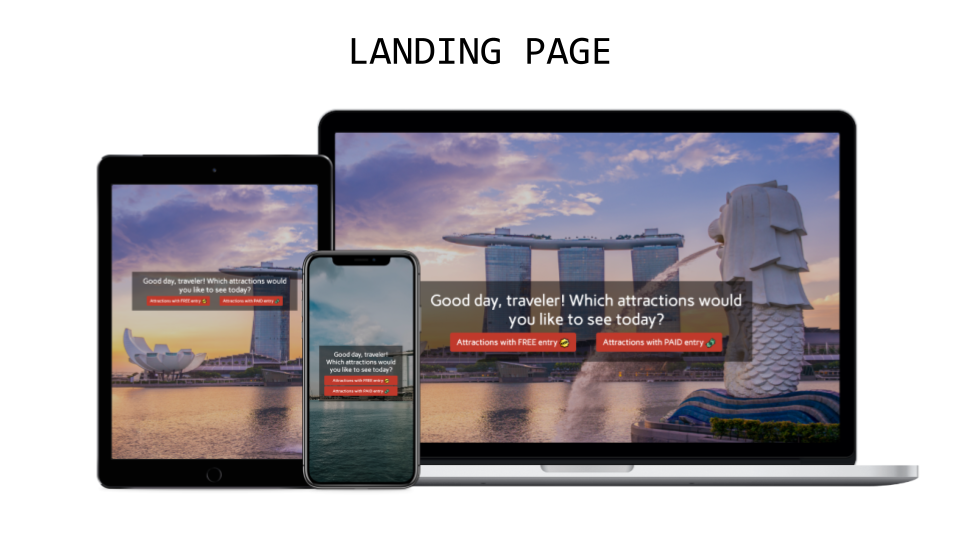 LANDING PAGE
Good day, traveler! Which attractions would
you like to see today?
Attractions with FREE entry
Attractions with PAID entry
Good day, traveler!
Which attractions would
you like to see today?
Attractions with FREE entry
Attractions with PAID entry
Good day, traveler! Which attractions would
you like to see today?
Attractions with FREE entry
Attractions with PAID entry